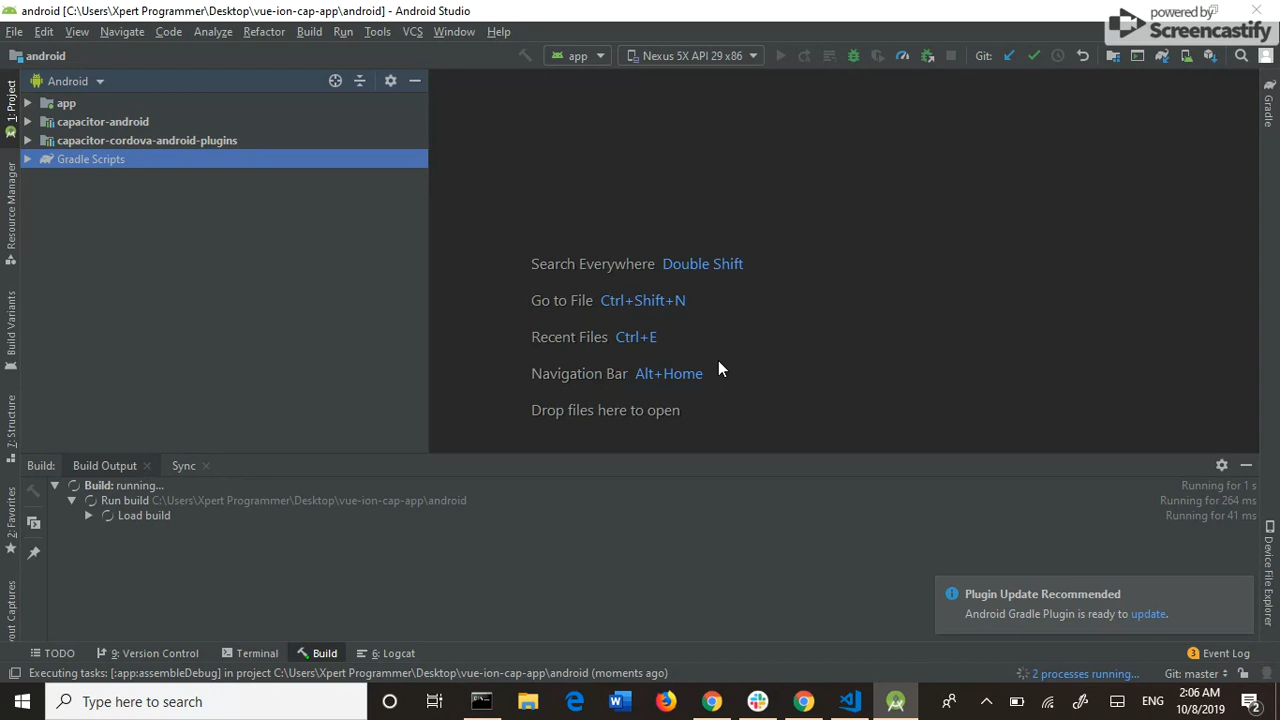 android [C:\Users\Xpert Programmer\Desktop\vue-ion-cap-app\android] - Android Studio
powered by
Screencastify
File Edit View Navigate Code Analyze Refactor Build Run Tools VCS Window Help
android
app
Nexus 5X API 29 x86
Git:
Android
1: Project
Resource Manager
Build Variants
7: Structure
2: Favorites
yout Captures
Gradle
Device File Explorer
app
capacitor-android
capacitor-cordova-android-plugins
Gradle Scripts
Search Everywhere Double Shift
Go to File Ctrl+Shift+N
Recent Files Ctrl+E
Navigation Bar Alt+Home
Drop files here to open
Build: Build Output Sync
Build: running... Running for 1 s
Run build C:\Users\Xpert Programmer\Desktop\vue-ion-cap-app\android Running for 264 ms
Load build Running for 41 ms
Plugin Update Recommended
Android Gradle Plugin is ready to update.
TODO 9: Version Control Terminal Build 6: Logcat 3 Event Log
Executing tasks: [:app:assembleDebug] in project C:\Users\Xpert Programmer\Desktop\vue-ion-cap-app\android (moments ago) 2 processes running... Git: master
Type here to search
ENG
2:06 AM
10/8/2019
2